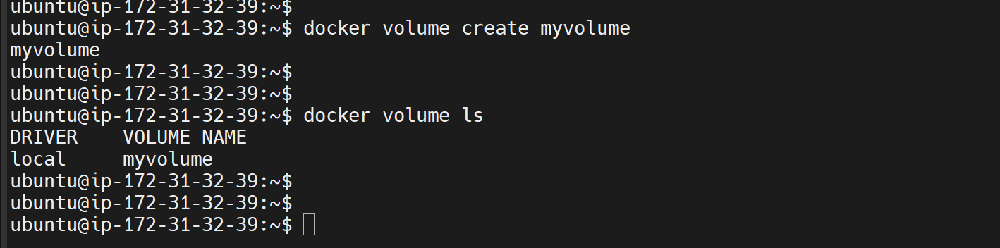 ubuntu@ip-172-31-32-39:~$
ubuntu@ip-172-31-32-39:~$ docker volume create myvolume
myvolume
ubuntu@ip-172-31-32-39:~$
ubuntu@ip-172-31-32-39:~$
ubuntu@ip-172-31-32-39:~$ docker volume ls
DRIVER    VOLUME NAME
local     myvolume
ubuntu@ip-172-31-32-39:~$
ubuntu@ip-172-31-32-39:~$
ubuntu@ip-172-31-32-39:~$